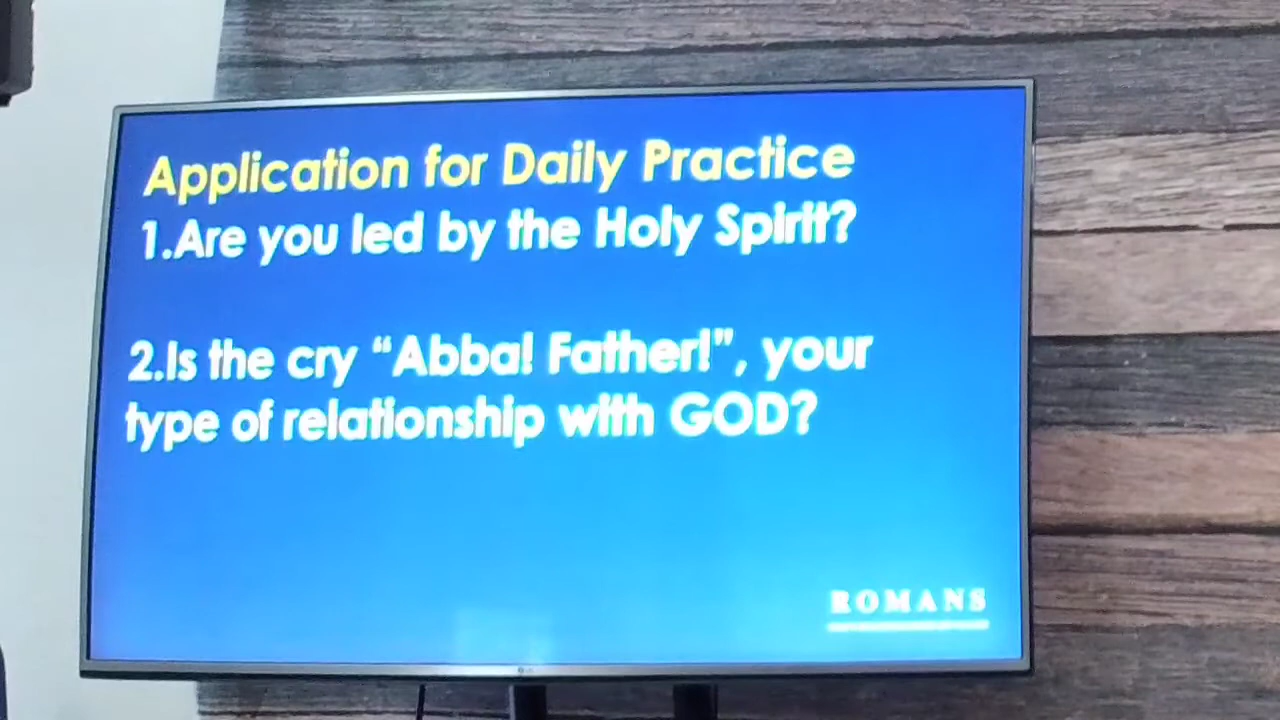 Application for Daily Practice
1.Are you led by the Holy Spirit?
2.Is the cry “Abba! Father!”, your
type of relationship with GOD?
ROMANS